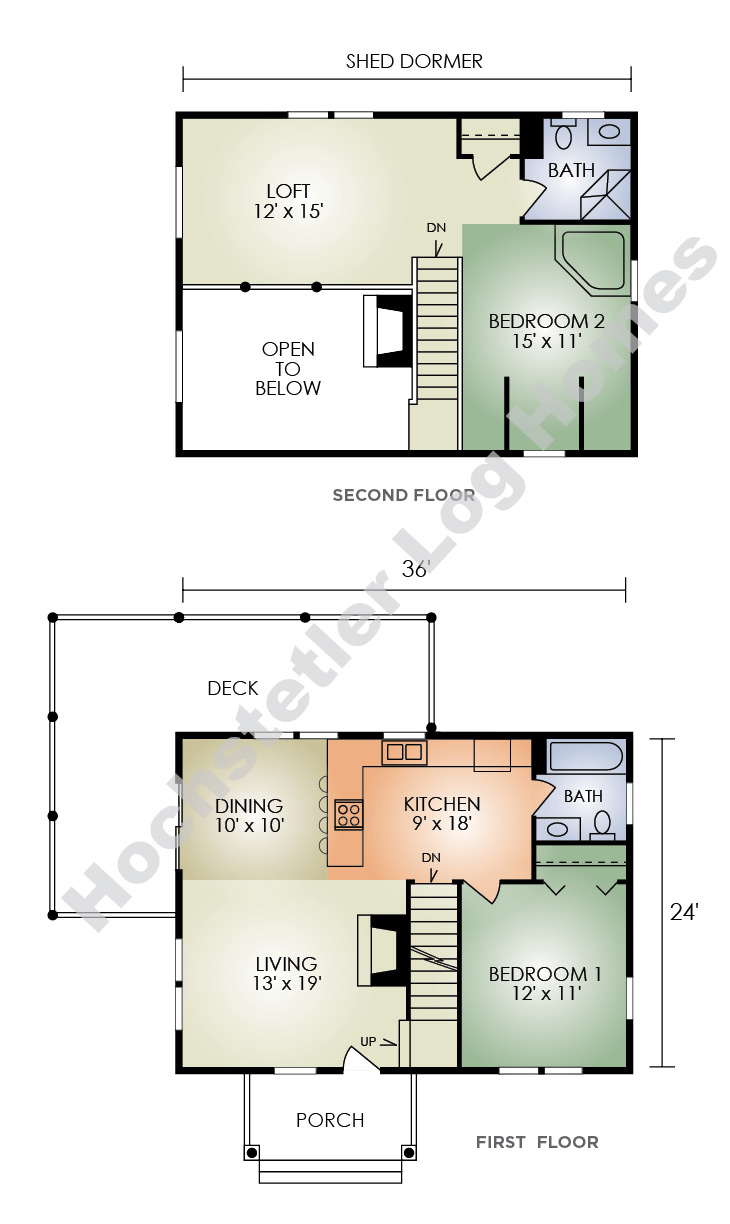 SHED DORMER
LOFT
12' x 15'
BATH
DN
BEDROOM 2
15' x 11'
OPEN
TO
BELOW
SECOND FLOOR
36'
DECK
DINING
10' x 10'
KITCHEN
9' x 18'
BATH
DN
24'
LIVING
13' x 19'
BEDROOM 1
12' x 11'
UP
PORCH
FIRST FLOOR
Hochstetler Log Homes